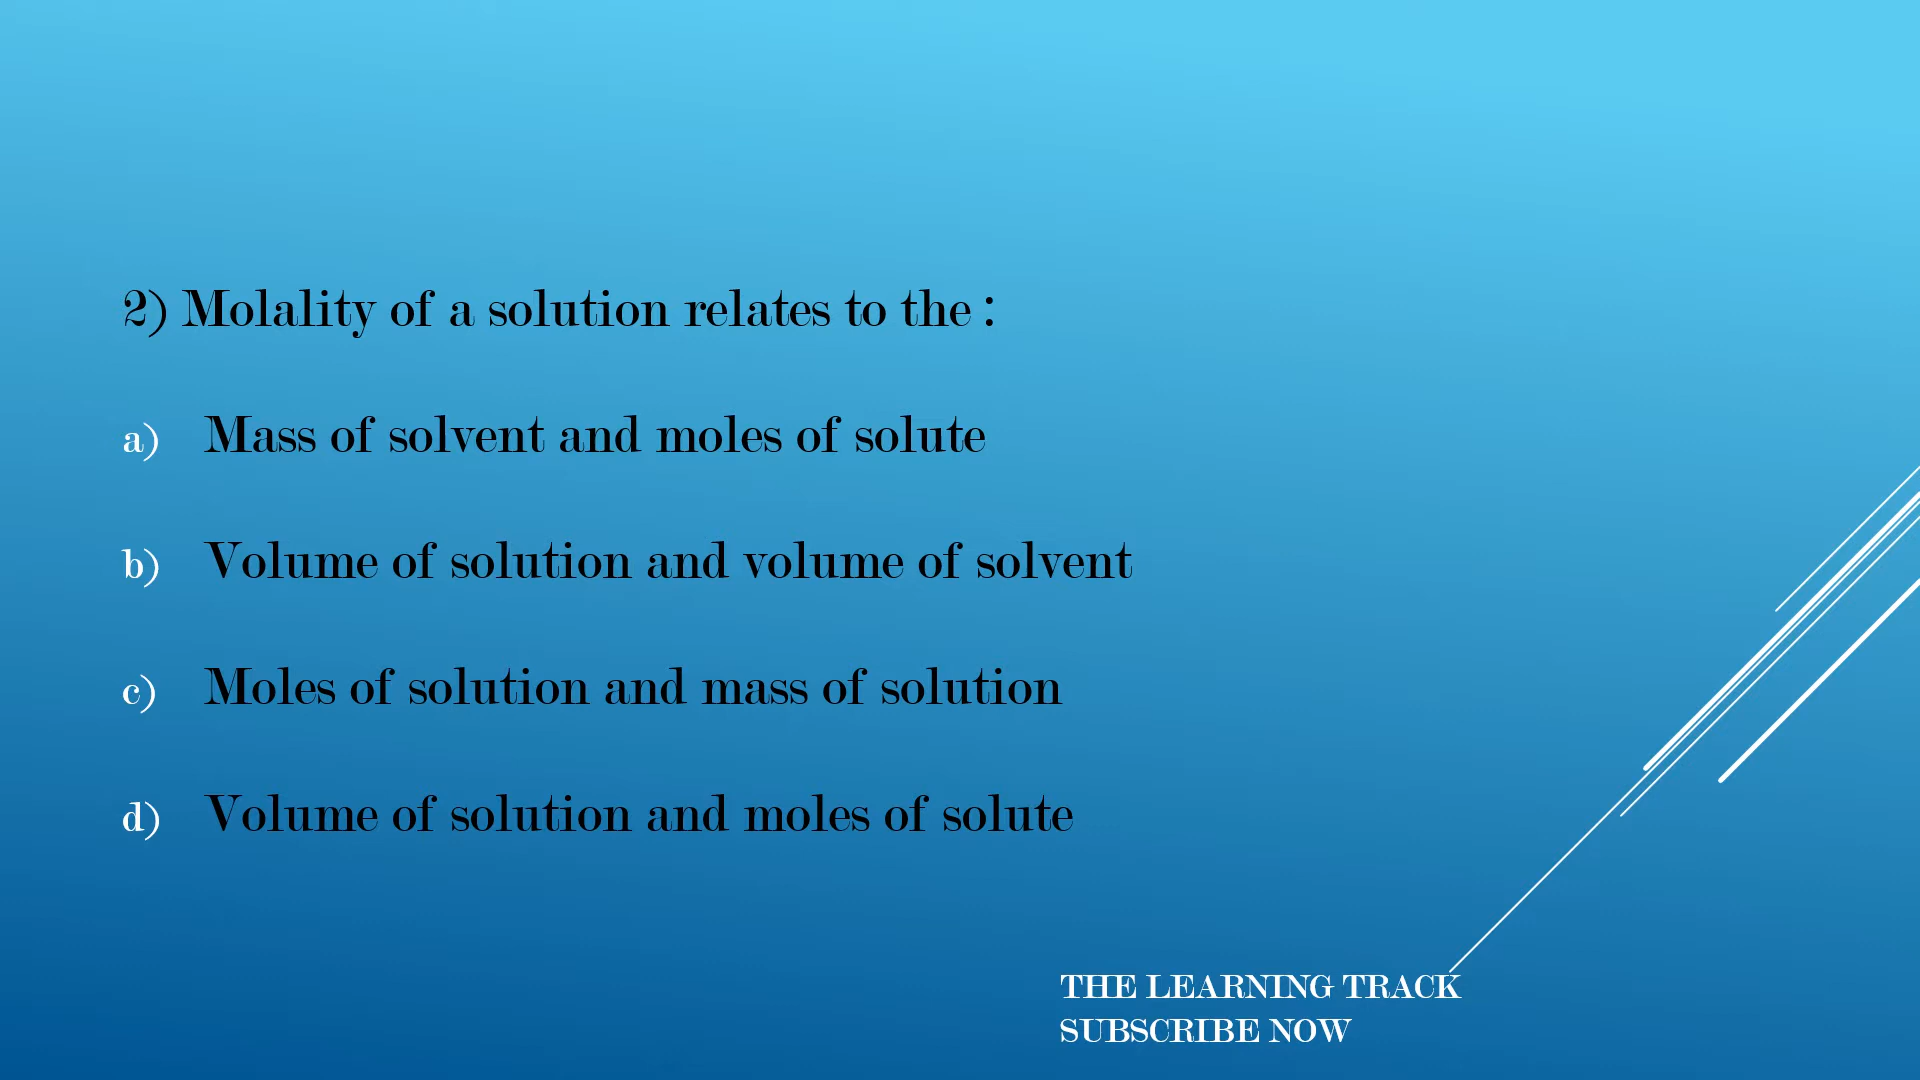 2) Molality of a solution relates to the :
a) Mass of solvent and moles of solute
b) Volume of solution and volume of solvent
c) Moles of solution and mass of solution
d) Volume of solution and moles of solute
THE LEARNING TRACK
SUBSCRIBE NOW